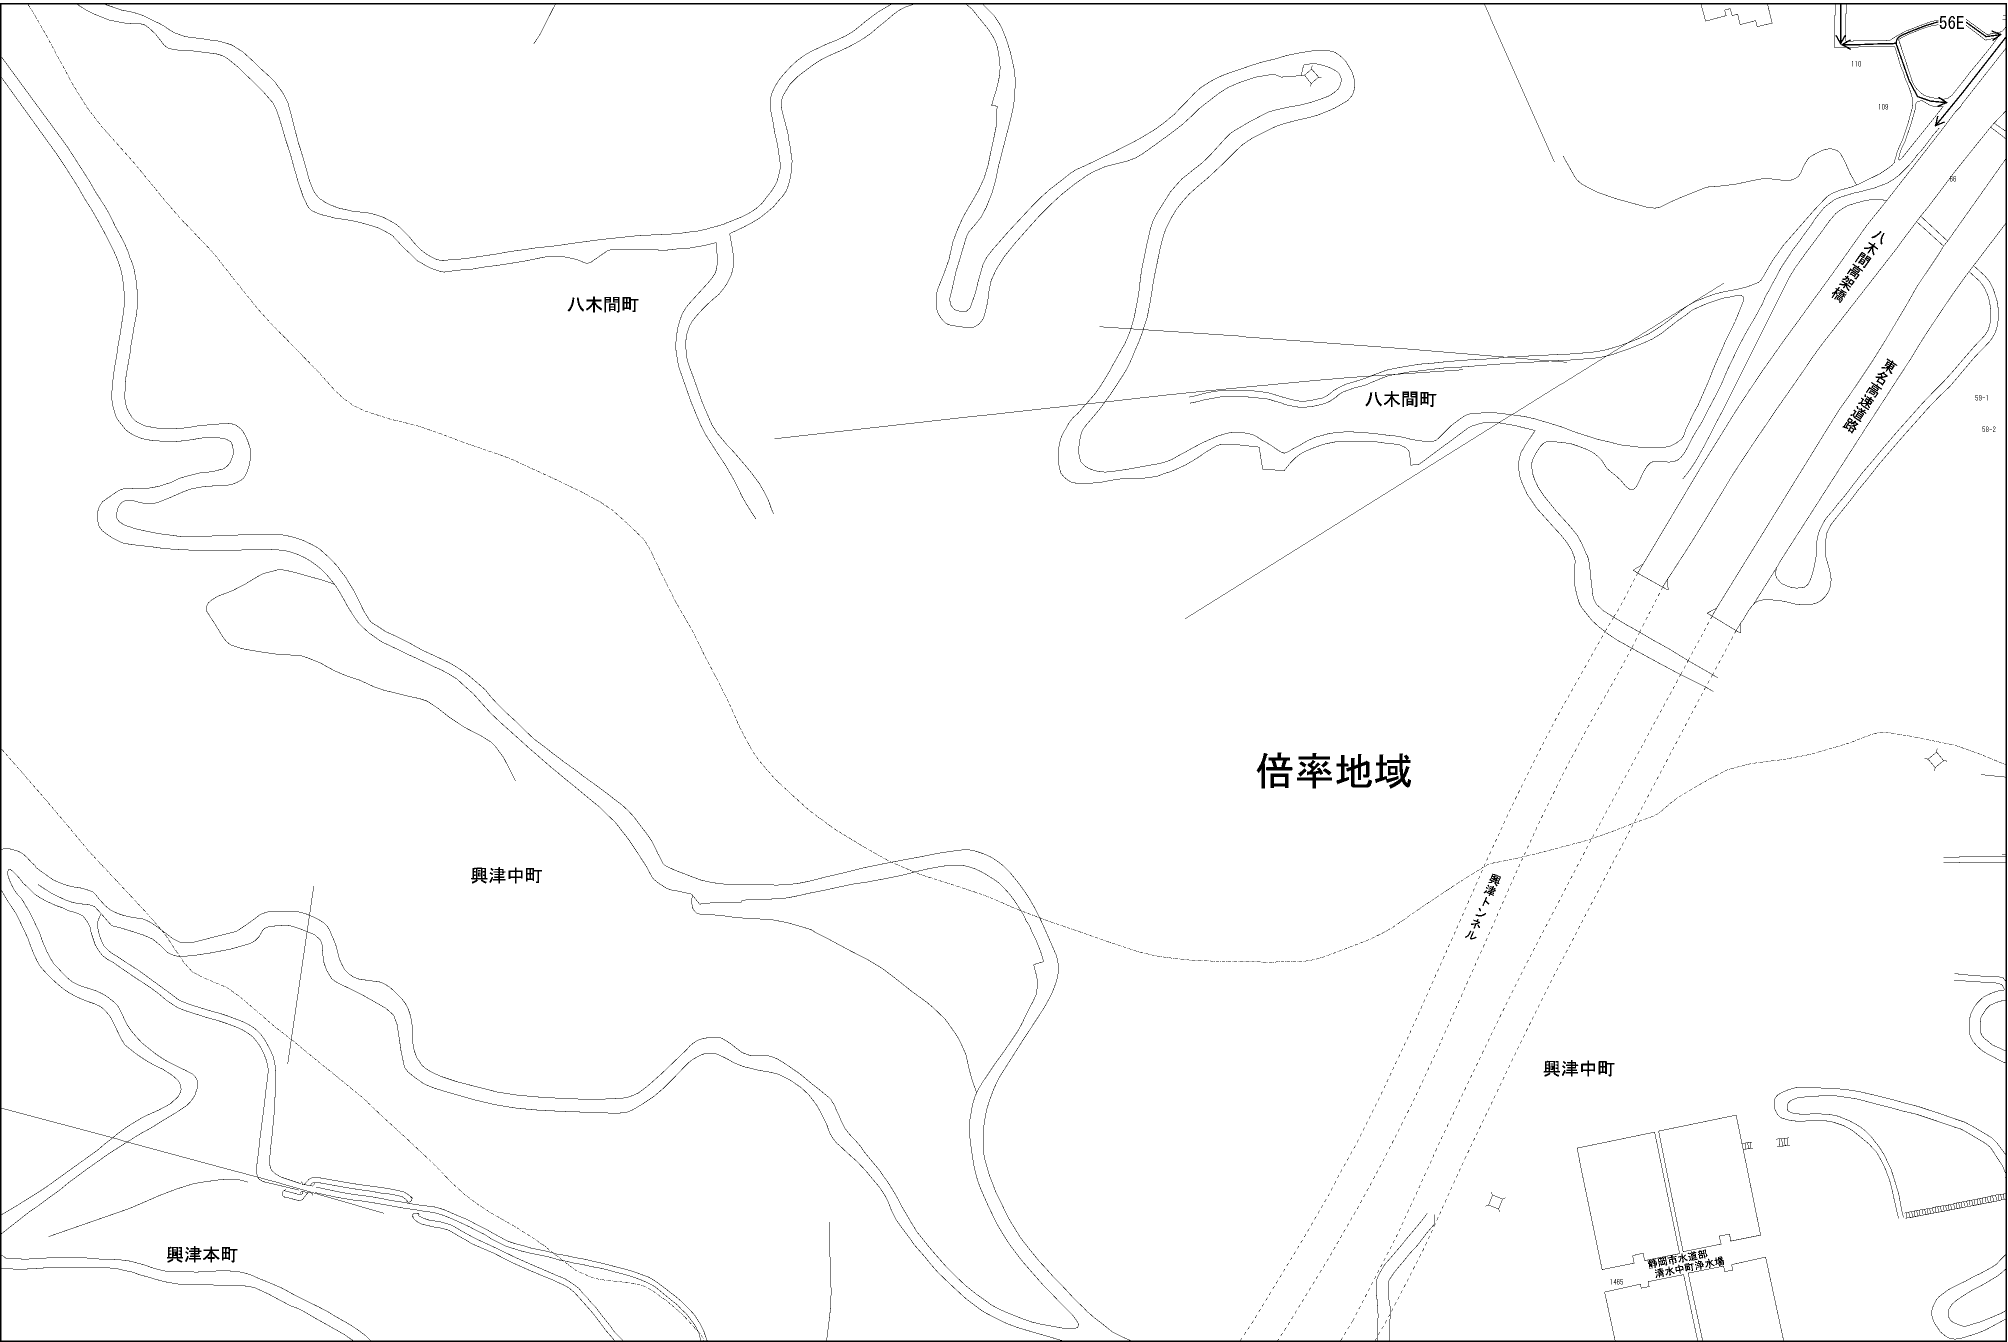 56E
110
109
66
八木間高架橋
八木間町
東名高速道路
八木間町
59-1
58-2
倍率地域
興津中町
興津トンネル
興津中町
興津本町
静岡市水道部
清水中町浄水場
1465